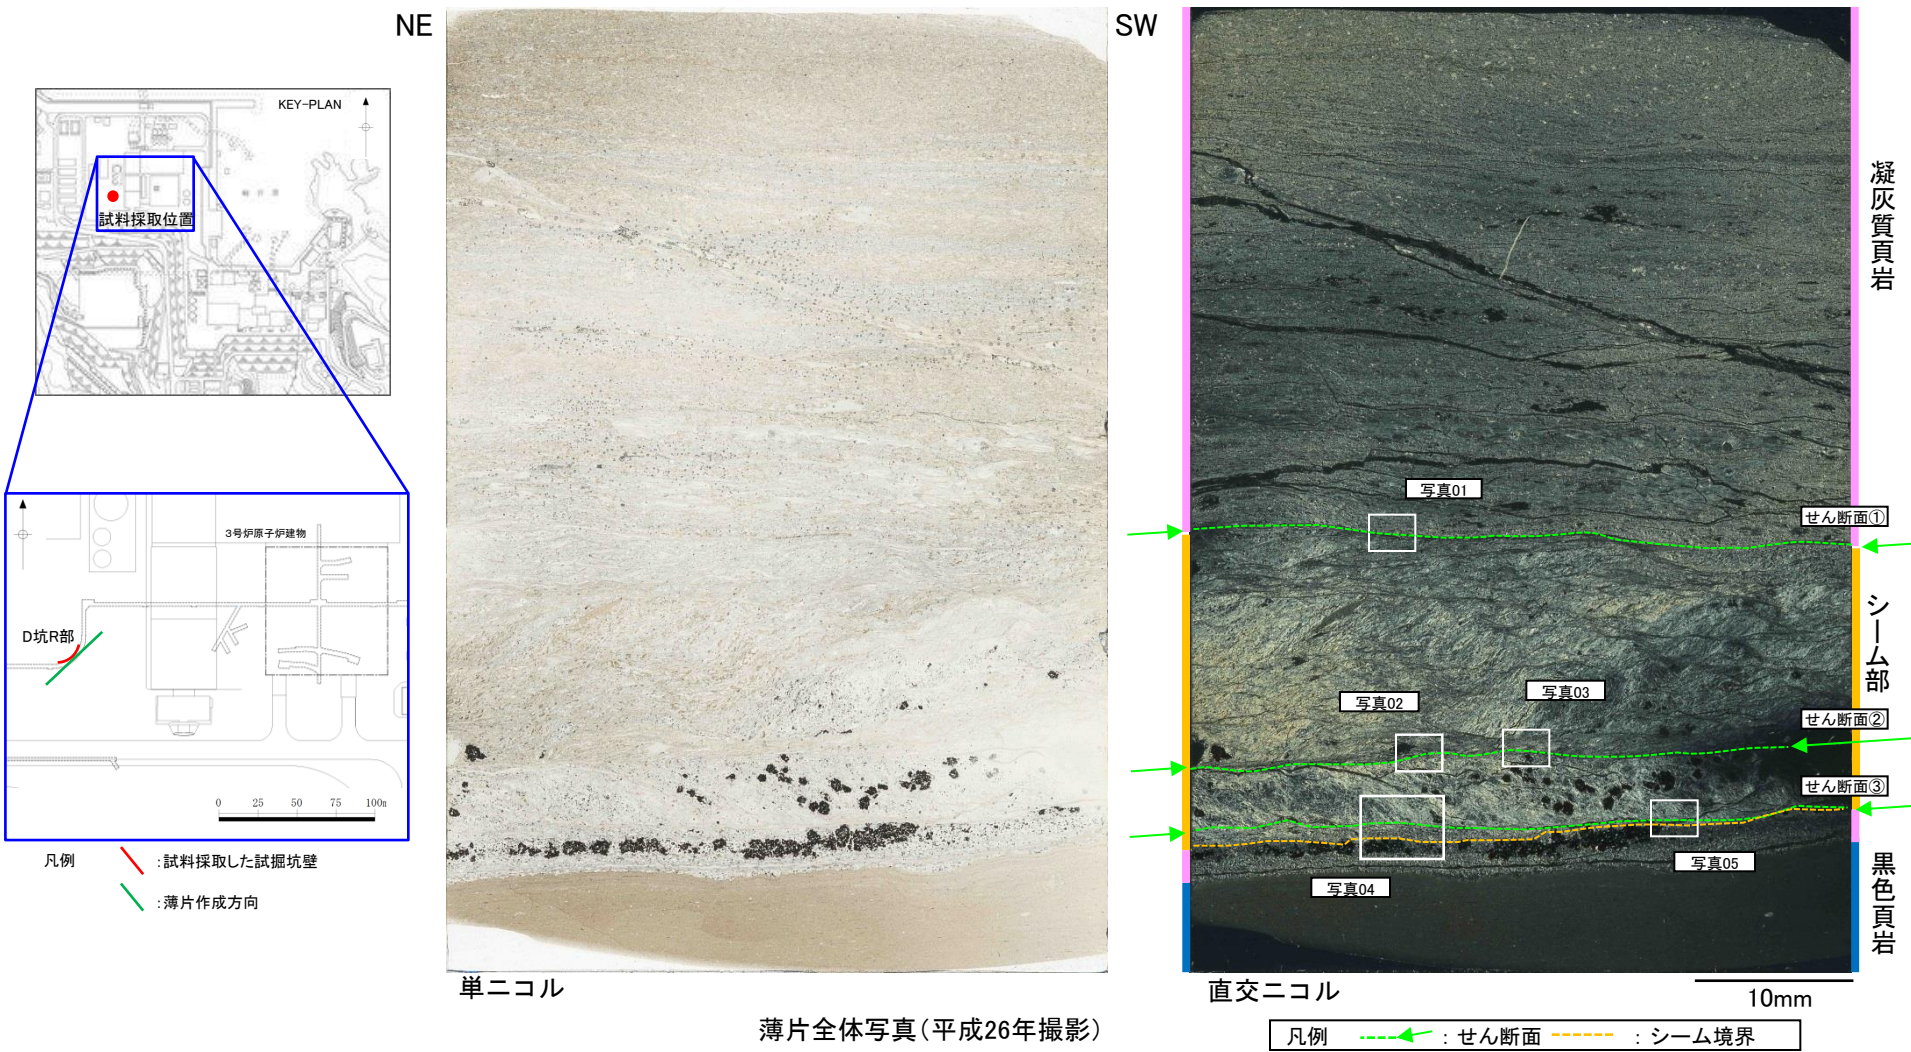 NE
SW
KEY-PLAN
試料採取位置
3号炉原子炉建物
D坑R部
0 25 50 75 100m
凡例
：試料採取した試掘坑壁
：薄片作成方向
単ニコル
直交ニコル
10mm
薄片全体写真（平成26年撮影）
凡例
：せん断面
：シーム境界
写真01
写真02
写真03
写真04
写真05
せん断面①
せん断面②
せん断面③
凝灰質頁岩
シーム部
黒色頁岩